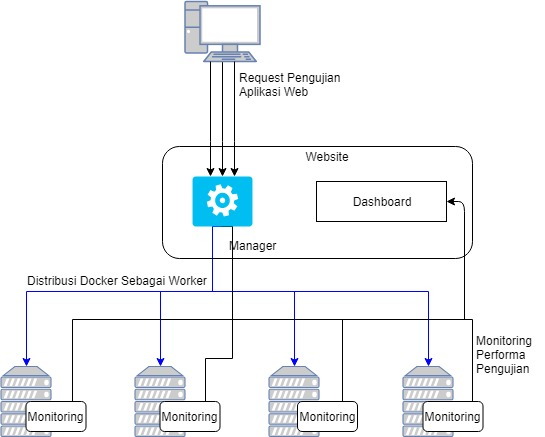 Request Pengujian
Aplikasi Web
Website
Dashboard
Manager
Distribusi Docker Sebagai Worker
Monitoring
Performa
Pengujian
Monitoring
Monitoring
Monitoring
Monitoring